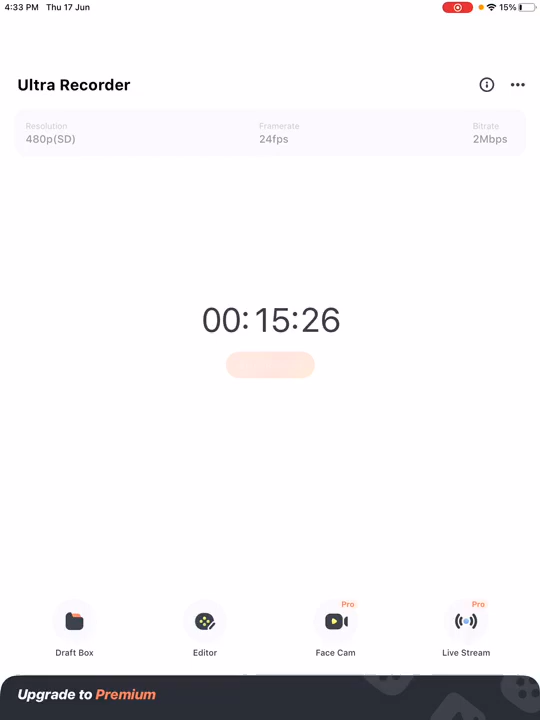 4:33 PM Thu 17 Jun 15%
Ultra Recorder
Resolution Framerate Bitrate
480p(SD) 24fps 2Mbps
00:15:26
Pro Pro
Draft Box Editor Face Cam Live Stream
Upgrade to Premium